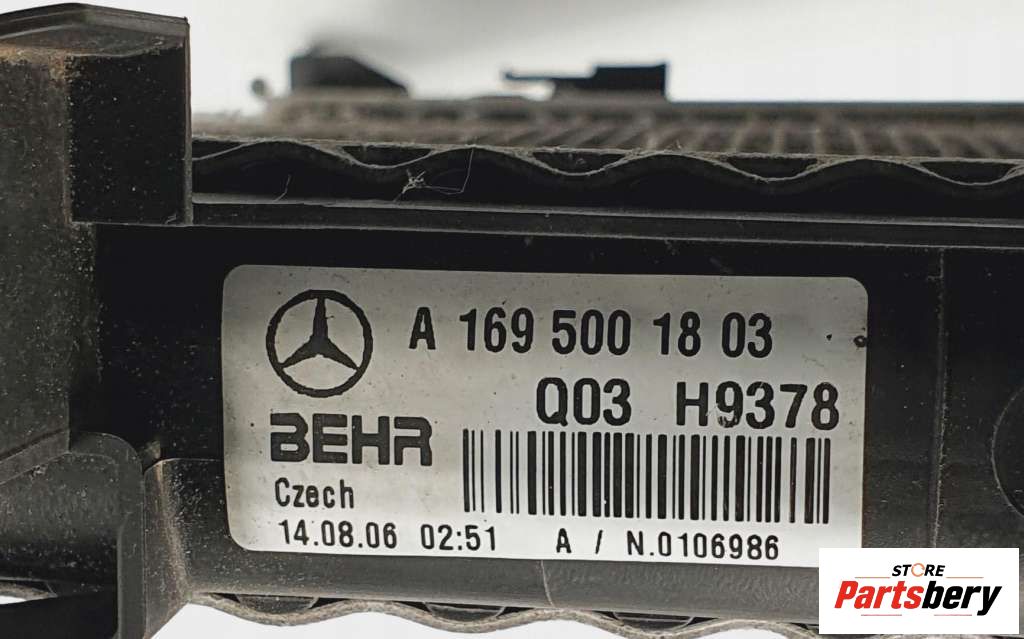 A 169 500 18 03
Q03 H9378
BEHR
Czech
14.08.06 02:51 A / N.0106986
STORE
Partsbery